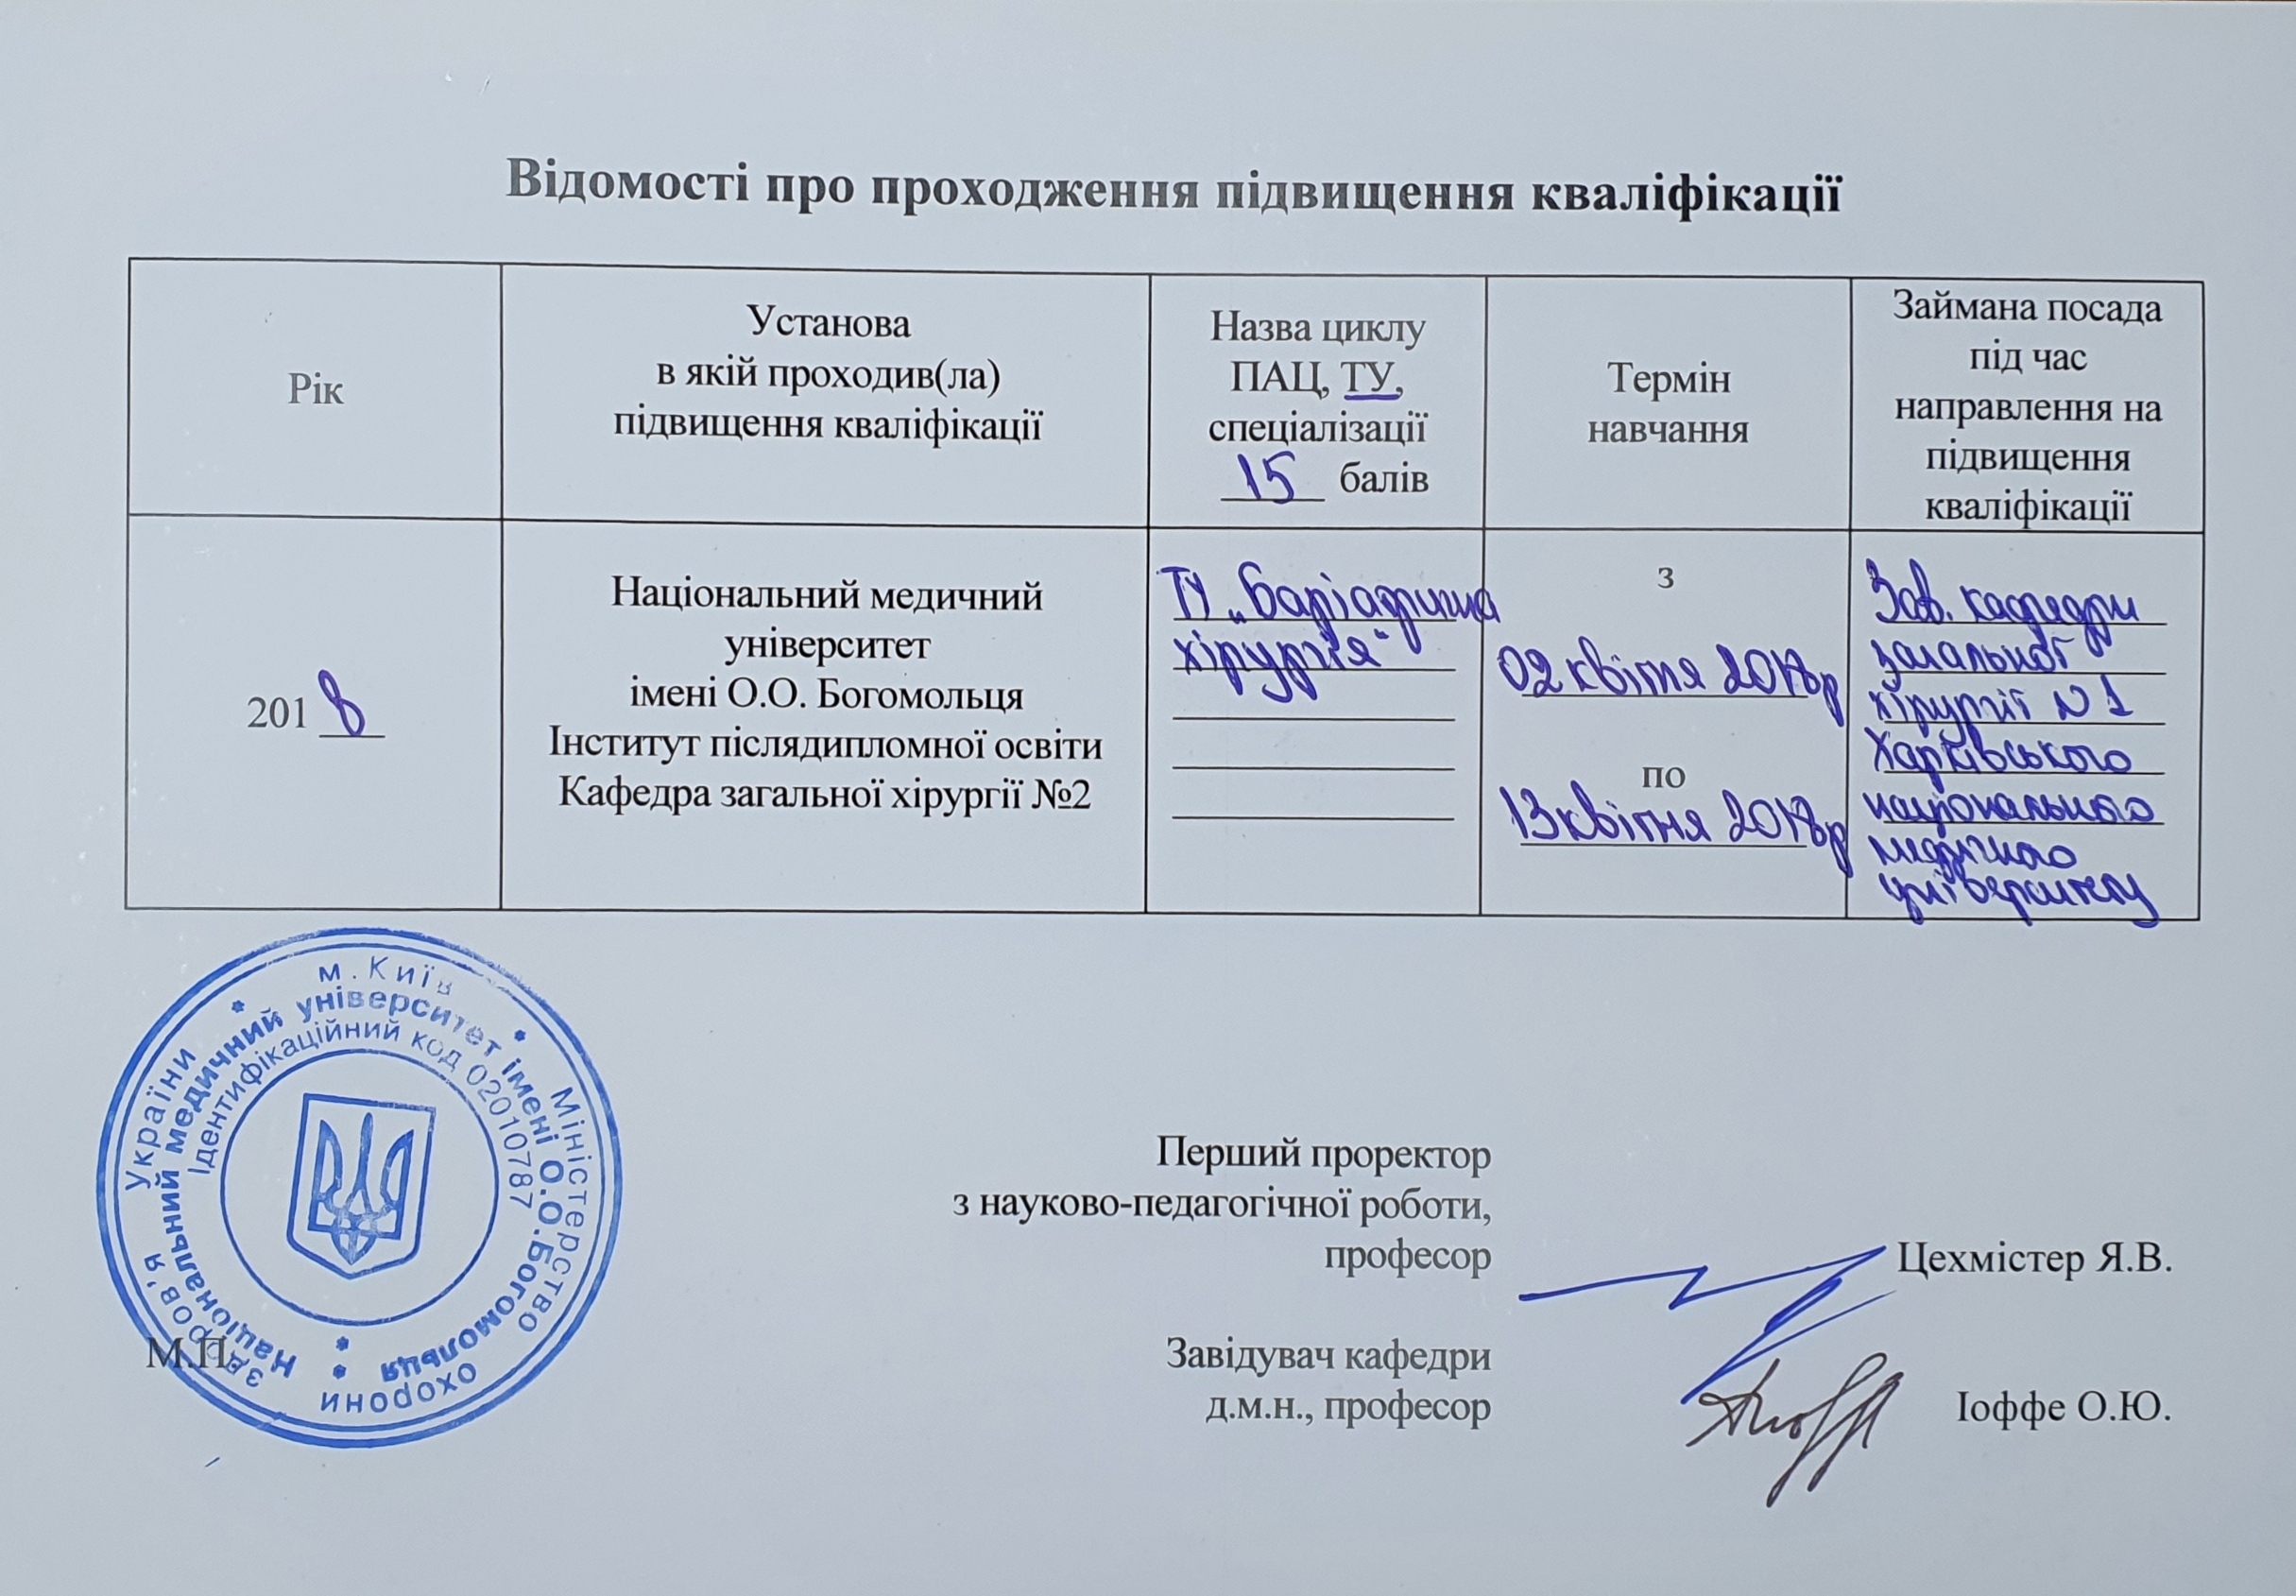 Відомості про проходження підвищення кваліфікації
Рік
Установа
в якій проходив(ла)
підвищення кваліфікації
Назва циклу
ПАЦ, ТУ,
спеціалізації
15 балів
Термін
навчання
Займана посада
під час
направлення на
підвищення
кваліфікації
2018
Національний медичний
університет
імені О.О. Богомольця
Інститут післядипломної освіти
Кафедра загальної хірургії №2
ТУ „Баріатрична
хірургія“
з
02 квітня 2018р
по
13 квітня 2018р
Зав. кафедри
загальної
хірургії №1
Харківського
національного
медичного
університету
м. Київ
Міністерство охорони здоров'я України
Національний медичний університет імені О.О.Богомольця
Ідентифікаційний код 02010787
М.П.
Перший проректор
з науково-педагогічної роботи,
професор Цехмістер Я.В.
Завідувач кафедри
д.м.н., професор Іоффе О.Ю.